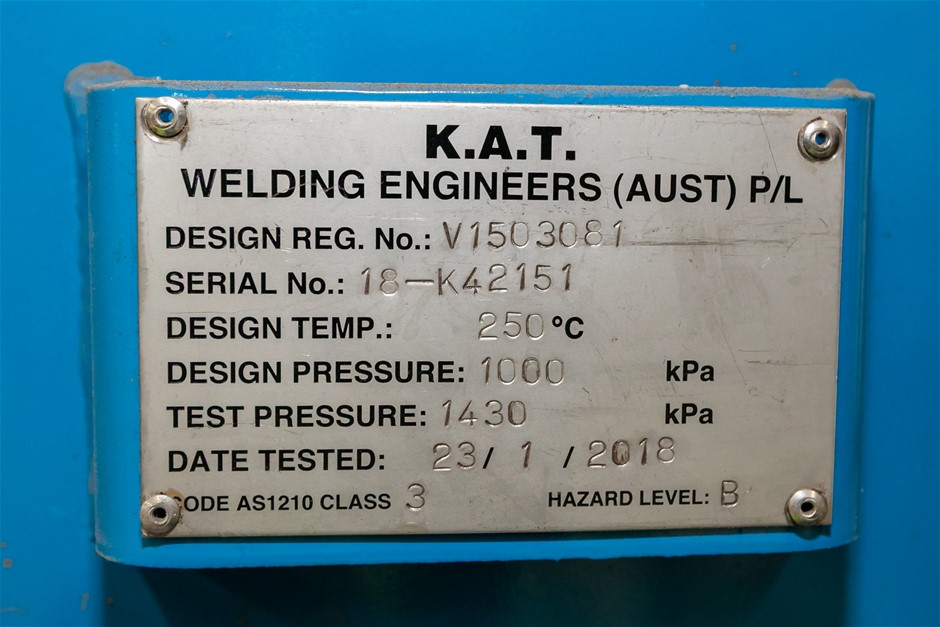 K.A.T.
WELDING ENGINEERS (AUST) P/L
DESIGN REG. No.: V1503081
SERIAL No.: 18-K42151
DESIGN TEMP.: 250 °C
DESIGN PRESSURE: 1000 kPa
TEST PRESSURE: 1430 kPa
DATE TESTED: 23/ 1 / 2018
CODE AS1210 CLASS 3 HAZARD LEVEL: B